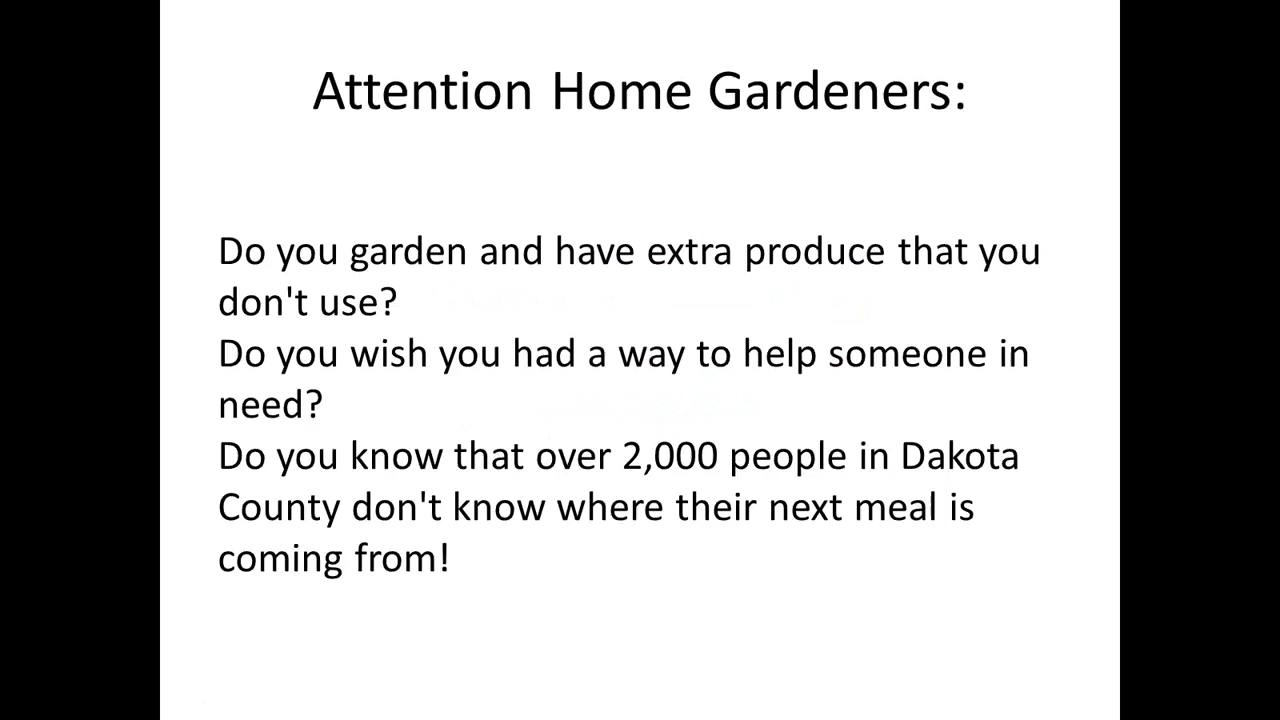 Attention Home Gardeners:
Do you garden and have extra produce that you
don't use?
Do you wish you had a way to help someone in
need?
Do you know that over 2,000 people in Dakota
County don't know where their next meal is
coming from!